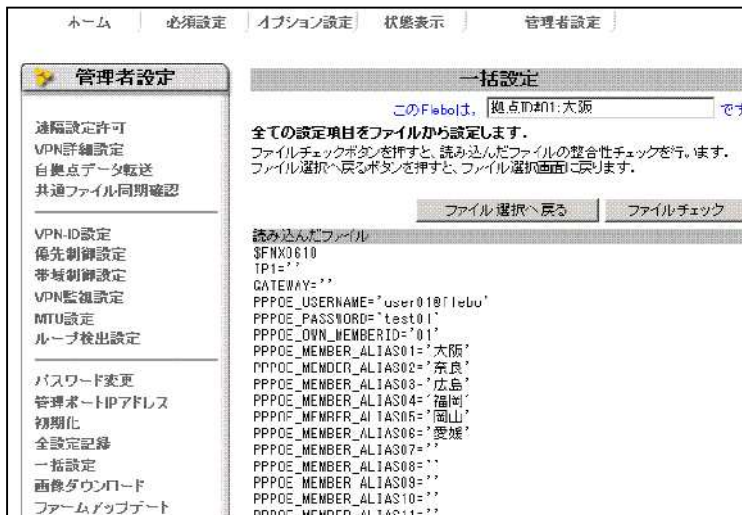 ホーム 必須設定 オプション設定 状態表示 管理者設定
管理者設定
遠隔設定許可
VPN詳細設定
自拠点データ転送
共通ファイル同期確認
VPN-ID設定
優先制御設定
帯域制御設定
VPN監視設定
MTU設定
ループ検出設定
パスワード変更
管理ポートIPアドレス
初期化
全設定記録
一括設定
画像ダウンロード
ファームアップデート
一括設定
このFleboは、 拠点ID#01:大阪 です
全ての設定項目をファイルから設定します.
ファイルチェックボタンを押すと、読み込んだファイルの整合性チェックを行います.
ファイル選択へ戻るボタンを押すと、ファイル選択画面に戻ります.
ファイル選択へ戻る ファイルチェック
読み込んだファイル
$FNX0610
IP1=''
GATEWAY=''
PPPOE_USERNAME='user01@flebo'
PPPOE_PASSWORD='test01'
PPPOE_OWN_MEMBERID='01'
PPPOE_MEMBER_ALIAS01='大阪'
PPPOE_MEMBER_ALIAS02='奈良'
PPPOE_MEMBER_ALIAS03='広島'
PPPOE_MEMBER_ALIAS04='福岡'
PPPOE_MEMBER_ALIAS05='岡山'
PPPOE_MEMBER_ALIAS06='愛媛'
PPPOE_MEMBER_ALIAS07=''
PPPOE_MEMBER_ALIAS08=''
PPPOE_MEMBER_ALIAS09=''
PPPOE_MEMBER_ALIAS10=''
PPPOE_MEMBER_ALIAS11=''